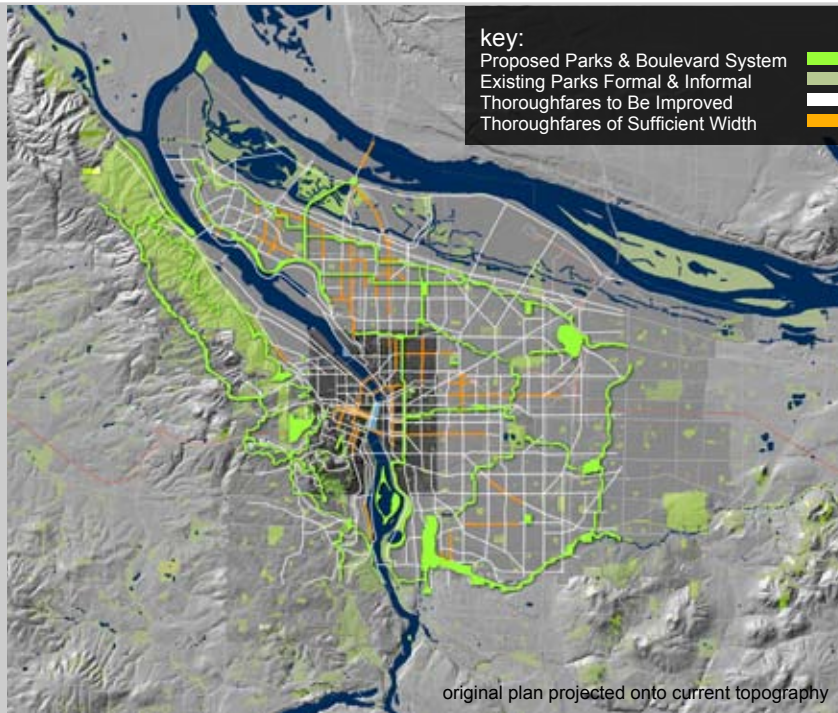 key:
Proposed Parks & Boulevard System
Existing Parks Formal & Informal
Thoroughfares to Be Improved
Thoroughfares of Sufficient Width
original plan projected onto current topography